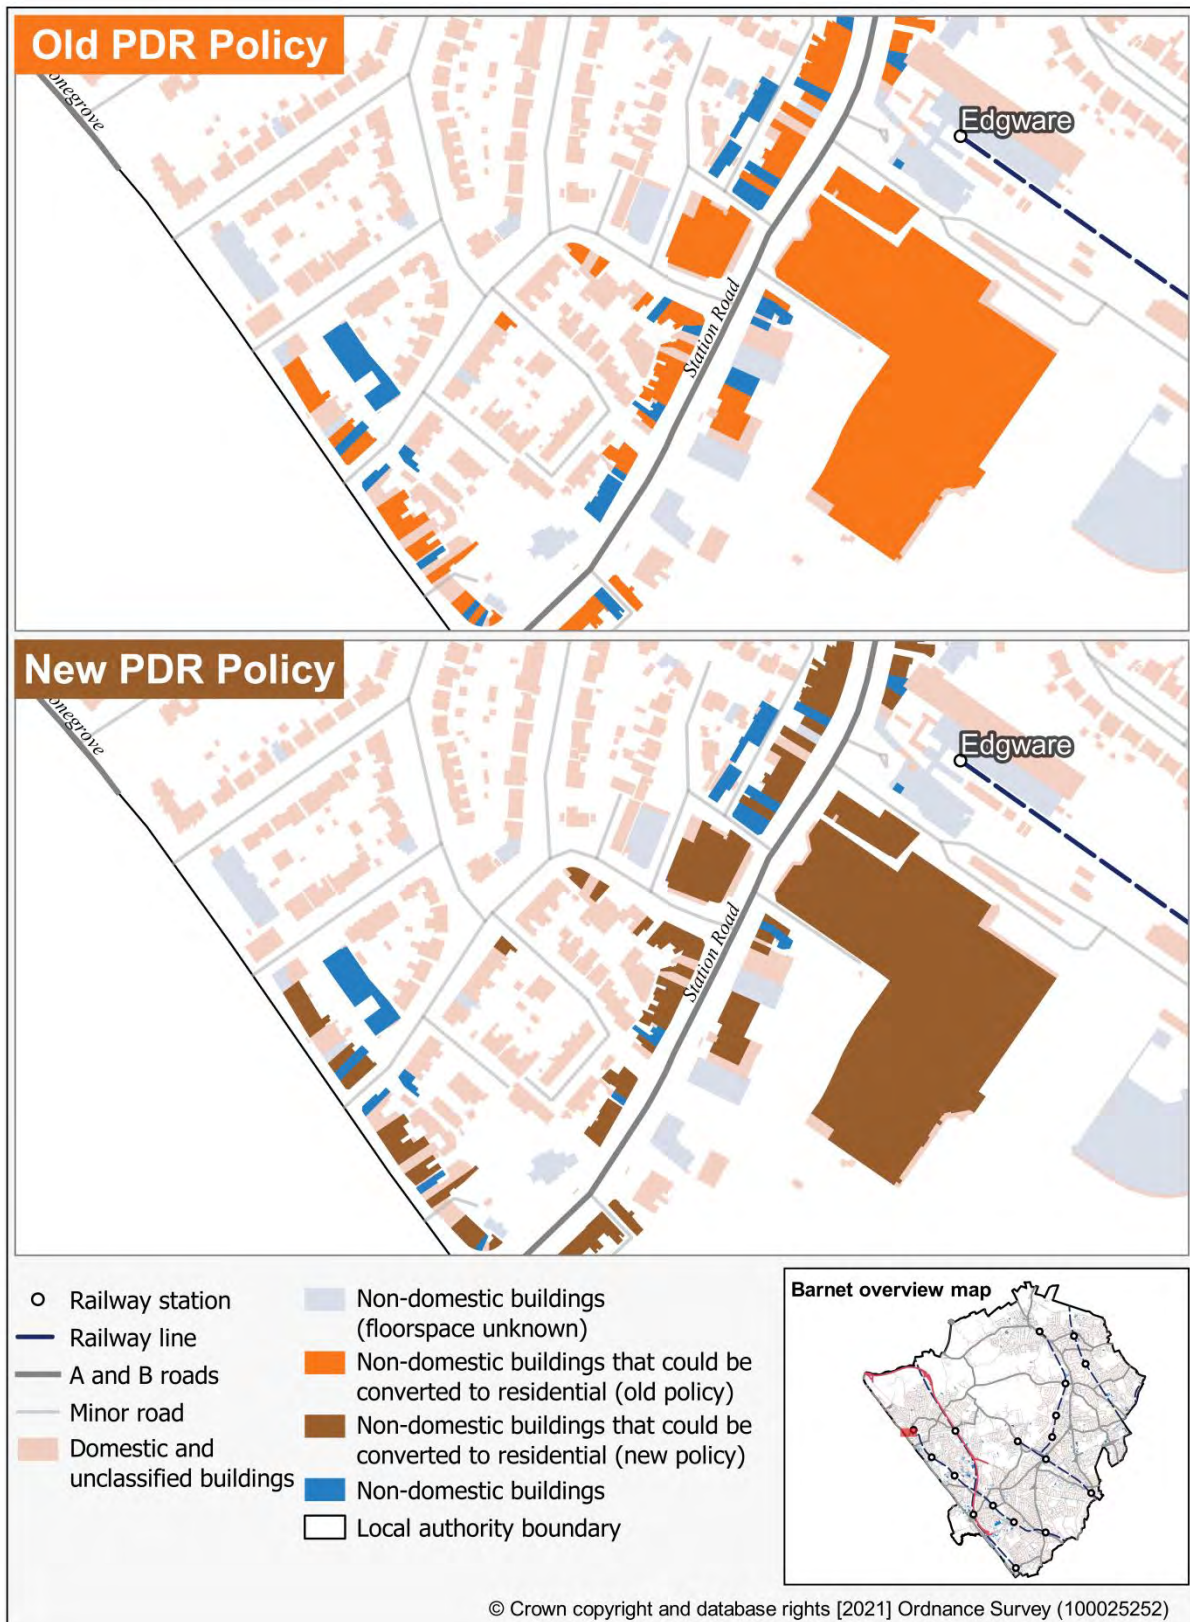 Old PDR Policy
onegrove
Edgware
Station Road
New PDR Policy
onegrove
Edgware
Station Road
Railway station
Railway line
A and B roads
Minor road
Domestic and
unclassified buildings
Non-domestic buildings
(floorspace unknown)
Non-domestic buildings that could be
converted to residential (old policy)
Non-domestic buildings that could be
converted to residential (new policy)
Non-domestic buildings
Local authority boundary
Barnet overview map
© Crown copyright and database rights [2021] Ordnance Survey (100025252)